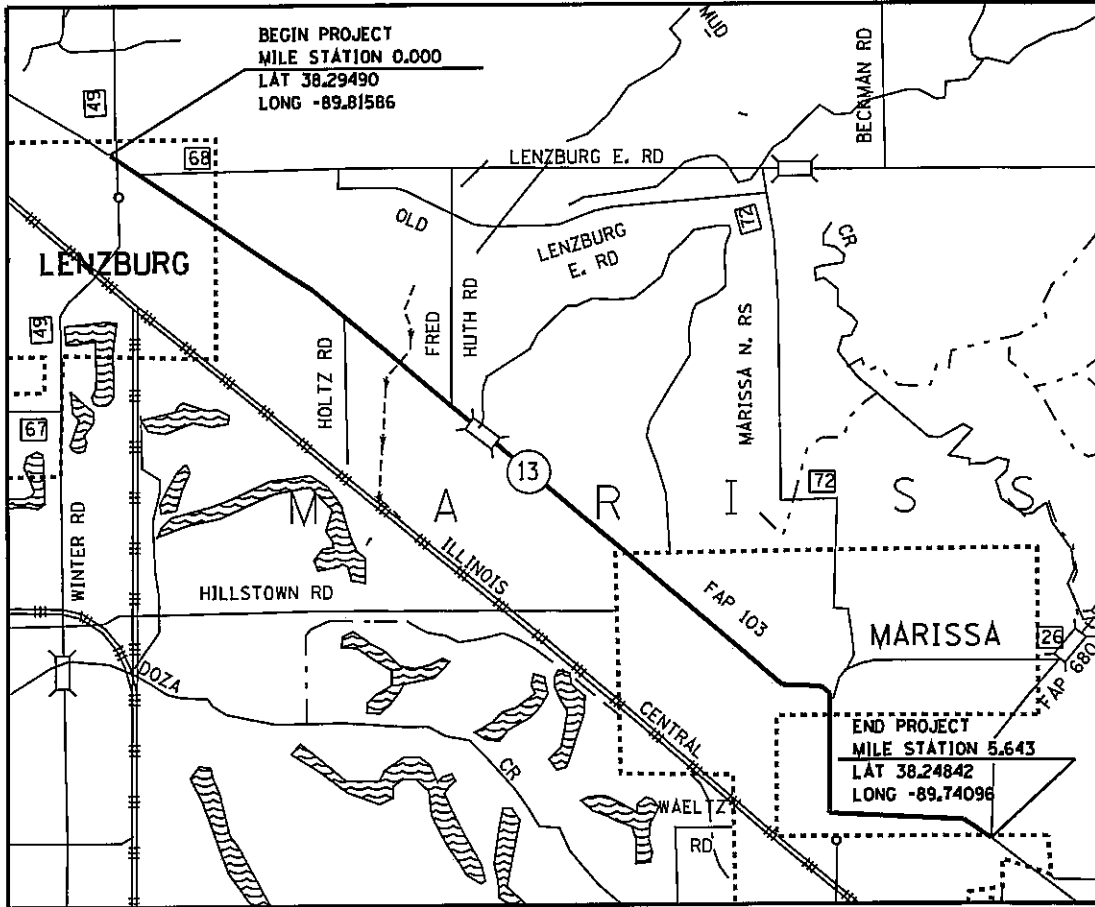 BEGIN PROJECT
MILE STATION 0.000
LAT 38.29490
LONG -89.81586
MUD
BECKMAN RD
49
68
LENZBURG E. RD
OLD
LENZBURG
E. RD
72
CR
LENZBURG
49
HOLTZ RD
FRED
HUTH RD
MARISSA N. RS
67
13
72
M A R I S S
WINTER RD
ILLINOIS
HILLSTOWN RD
FAP 103
MARISSA
26
FAP 680
DOZA
CENTRAL
CR
END PROJECT
MILE STATION 5.643
LAT 38.24842
LONG -89.74096
WAELTZ
RD